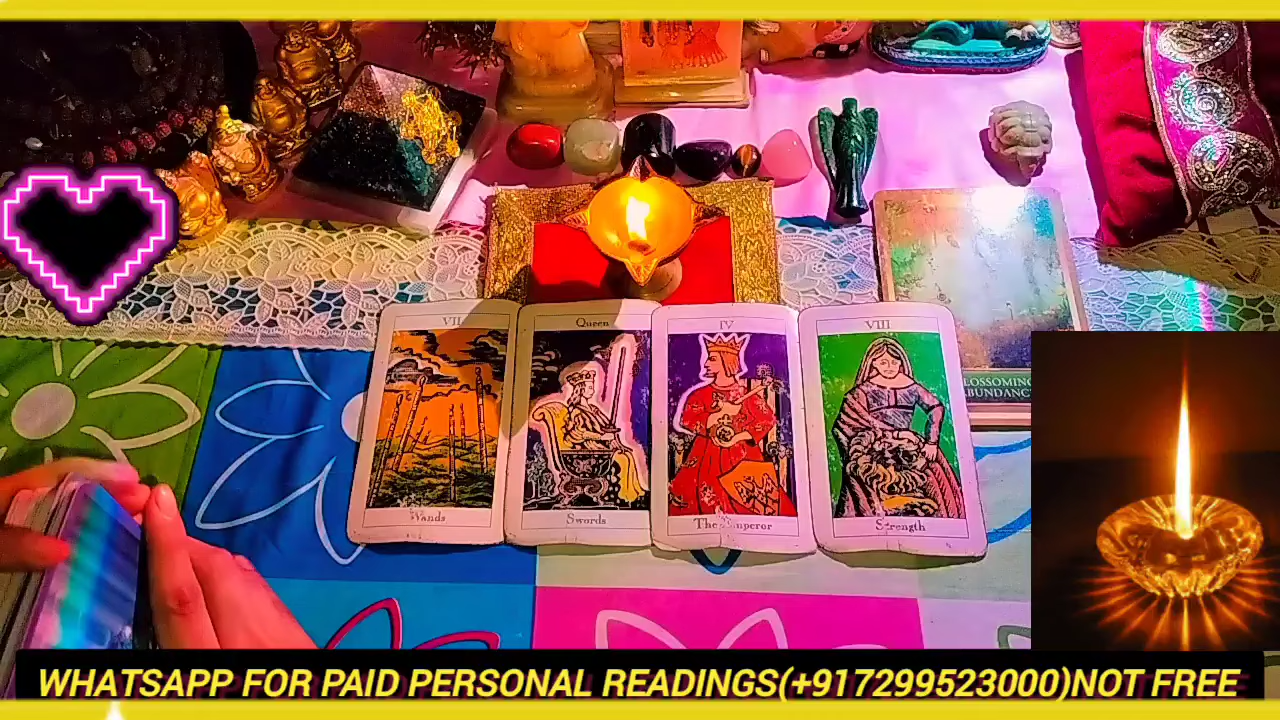 VII
Queen
IV
VIII
LOSSOMING
BUNDANC
Wands
Swords
The Emperor
Strength
WHATSAPP FOR PAID PERSONAL READINGS(+917299523000)NOT FREE